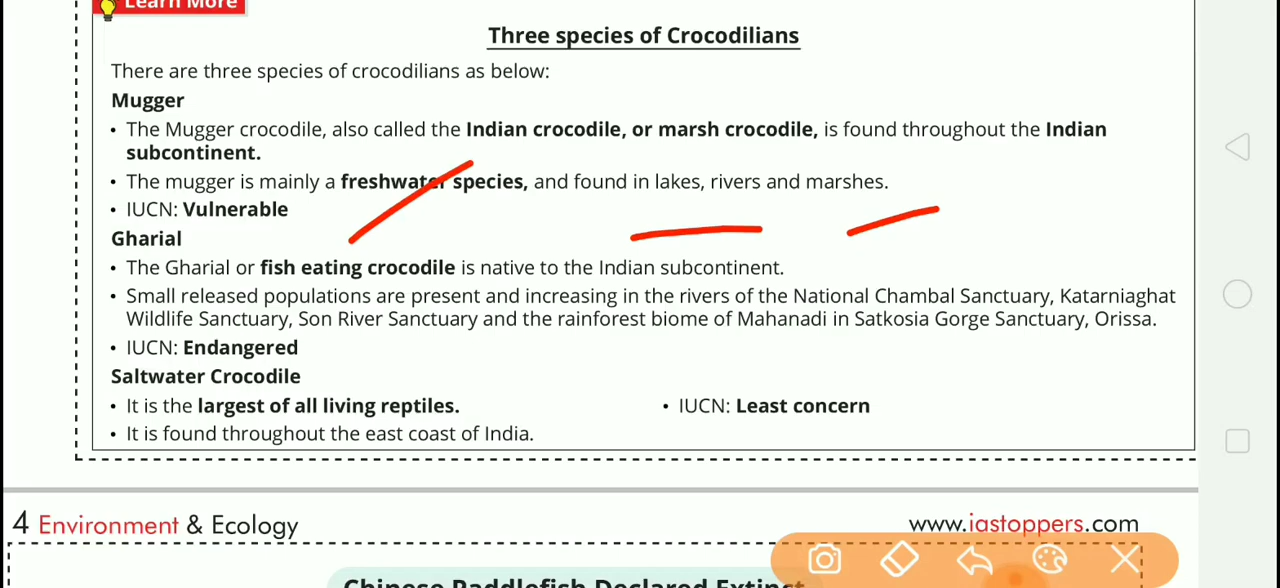 Learn More
Three species of Crocodilians
There are three species of crocodilians as below:
Mugger
• The Mugger crocodile, also called the Indian crocodile, or marsh crocodile, is found throughout the Indian
subcontinent.
• The mugger is mainly a freshwater species, and found in lakes, rivers and marshes.
• IUCN: Vulnerable
Gharial
• The Gharial or fish eating crocodile is native to the Indian subcontinent.
• Small released populations are present and increasing in the rivers of the National Chambal Sanctuary, Katarniaghat
Wildlife Sanctuary, Son River Sanctuary and the rainforest biome of Mahanadi in Satkosia Gorge Sanctuary, Orissa.
• IUCN: Endangered
Saltwater Crocodile
• It is the largest of all living reptiles.
• IUCN: Least concern
• It is found throughout the east coast of India.
4 Environment & Ecology
www.iastoppers.com
Chinese Paddlefish Declared Extinct